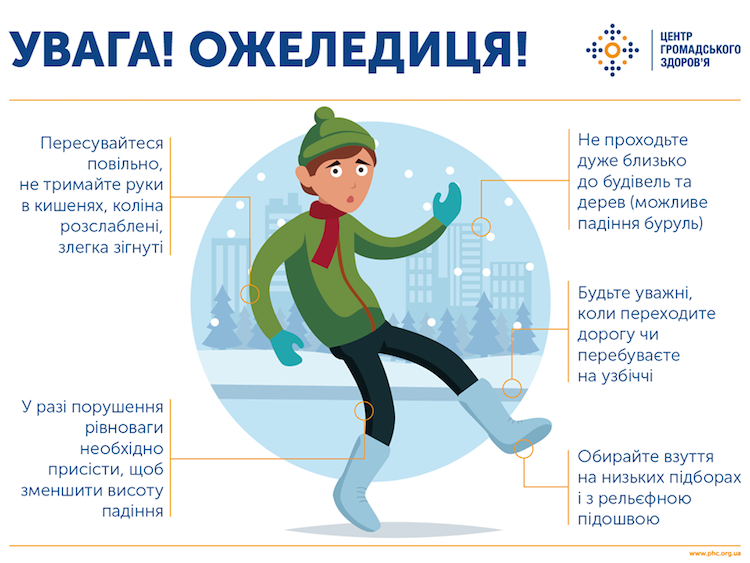 УВАГА! ОЖЕЛЕДИЦЯ!
ЦЕНТР
ГРОМАДСЬКОГО
ЗДОРОВ'Я
Пересувайтеся
повільно,
не тримайте руки
в кишенях, коліна
розслаблені,
злегка зігнуті
Не проходьте
дуже близько
до будівель та
дерев (можливе
падіння буруль)
Будьте уважні,
коли переходите
дорогу чи
перебуваєте
на узбіччі
У разі порушення
рівноваги
необхідно
присісти, щоб
зменшити висоту
падіння
Обирайте взуття
на низьких підборах
і з рельєфною
підошвою
www.phc.org.ua